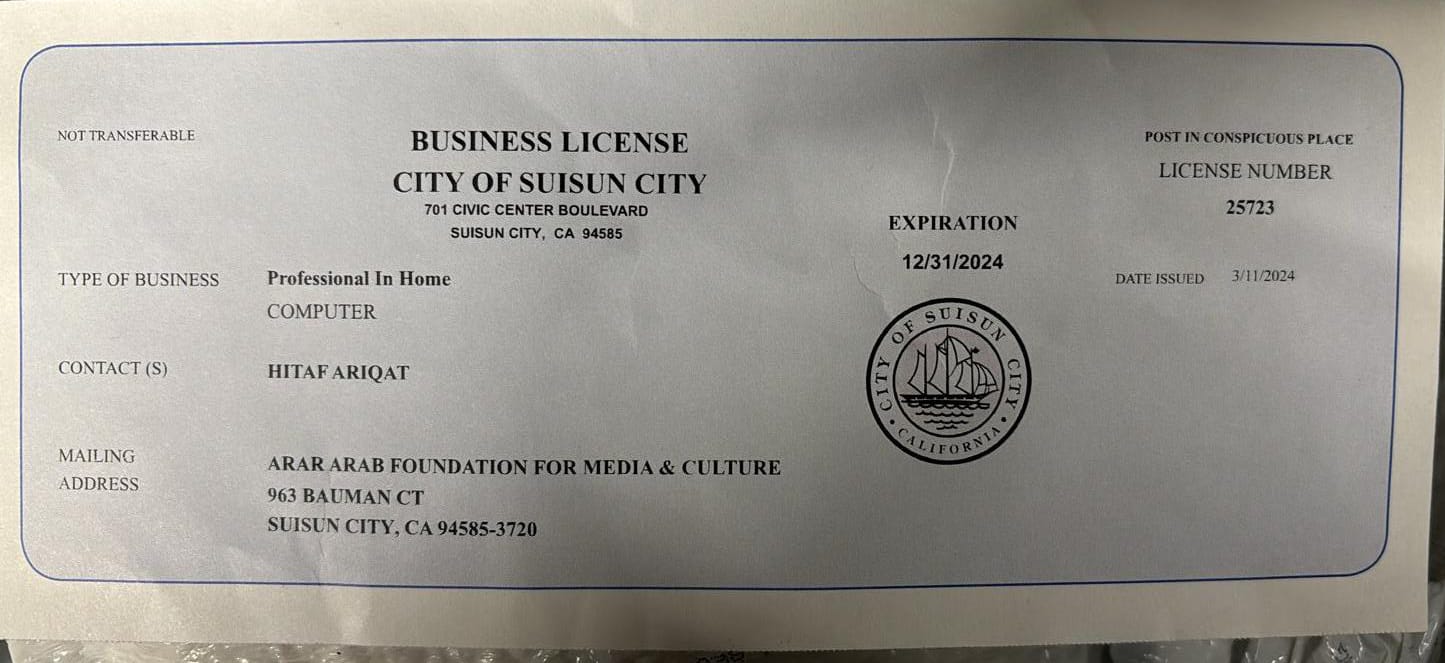 NOT TRANSFERABLE
BUSINESS LICENSE
CITY OF SUISUN CITY
701 CIVIC CENTER BOULEVARD
SUISUN CITY, CA 94585
POST IN CONSPICUOUS PLACE
LICENSE NUMBER
25723
EXPIRATION
12/31/2024
DATE ISSUED 3/11/2024
TYPE OF BUSINESS Professional In Home
COMPUTER
CONTACT (S) HITAF ARIQAT
MAILING
ADDRESS
ARAR ARAB FOUNDATION FOR MEDIA & CULTURE
963 BAUMAN CT
SUISUN CITY, CA 94585-3720
CITY OF SUISUN CITY
• CALIFORNIA •